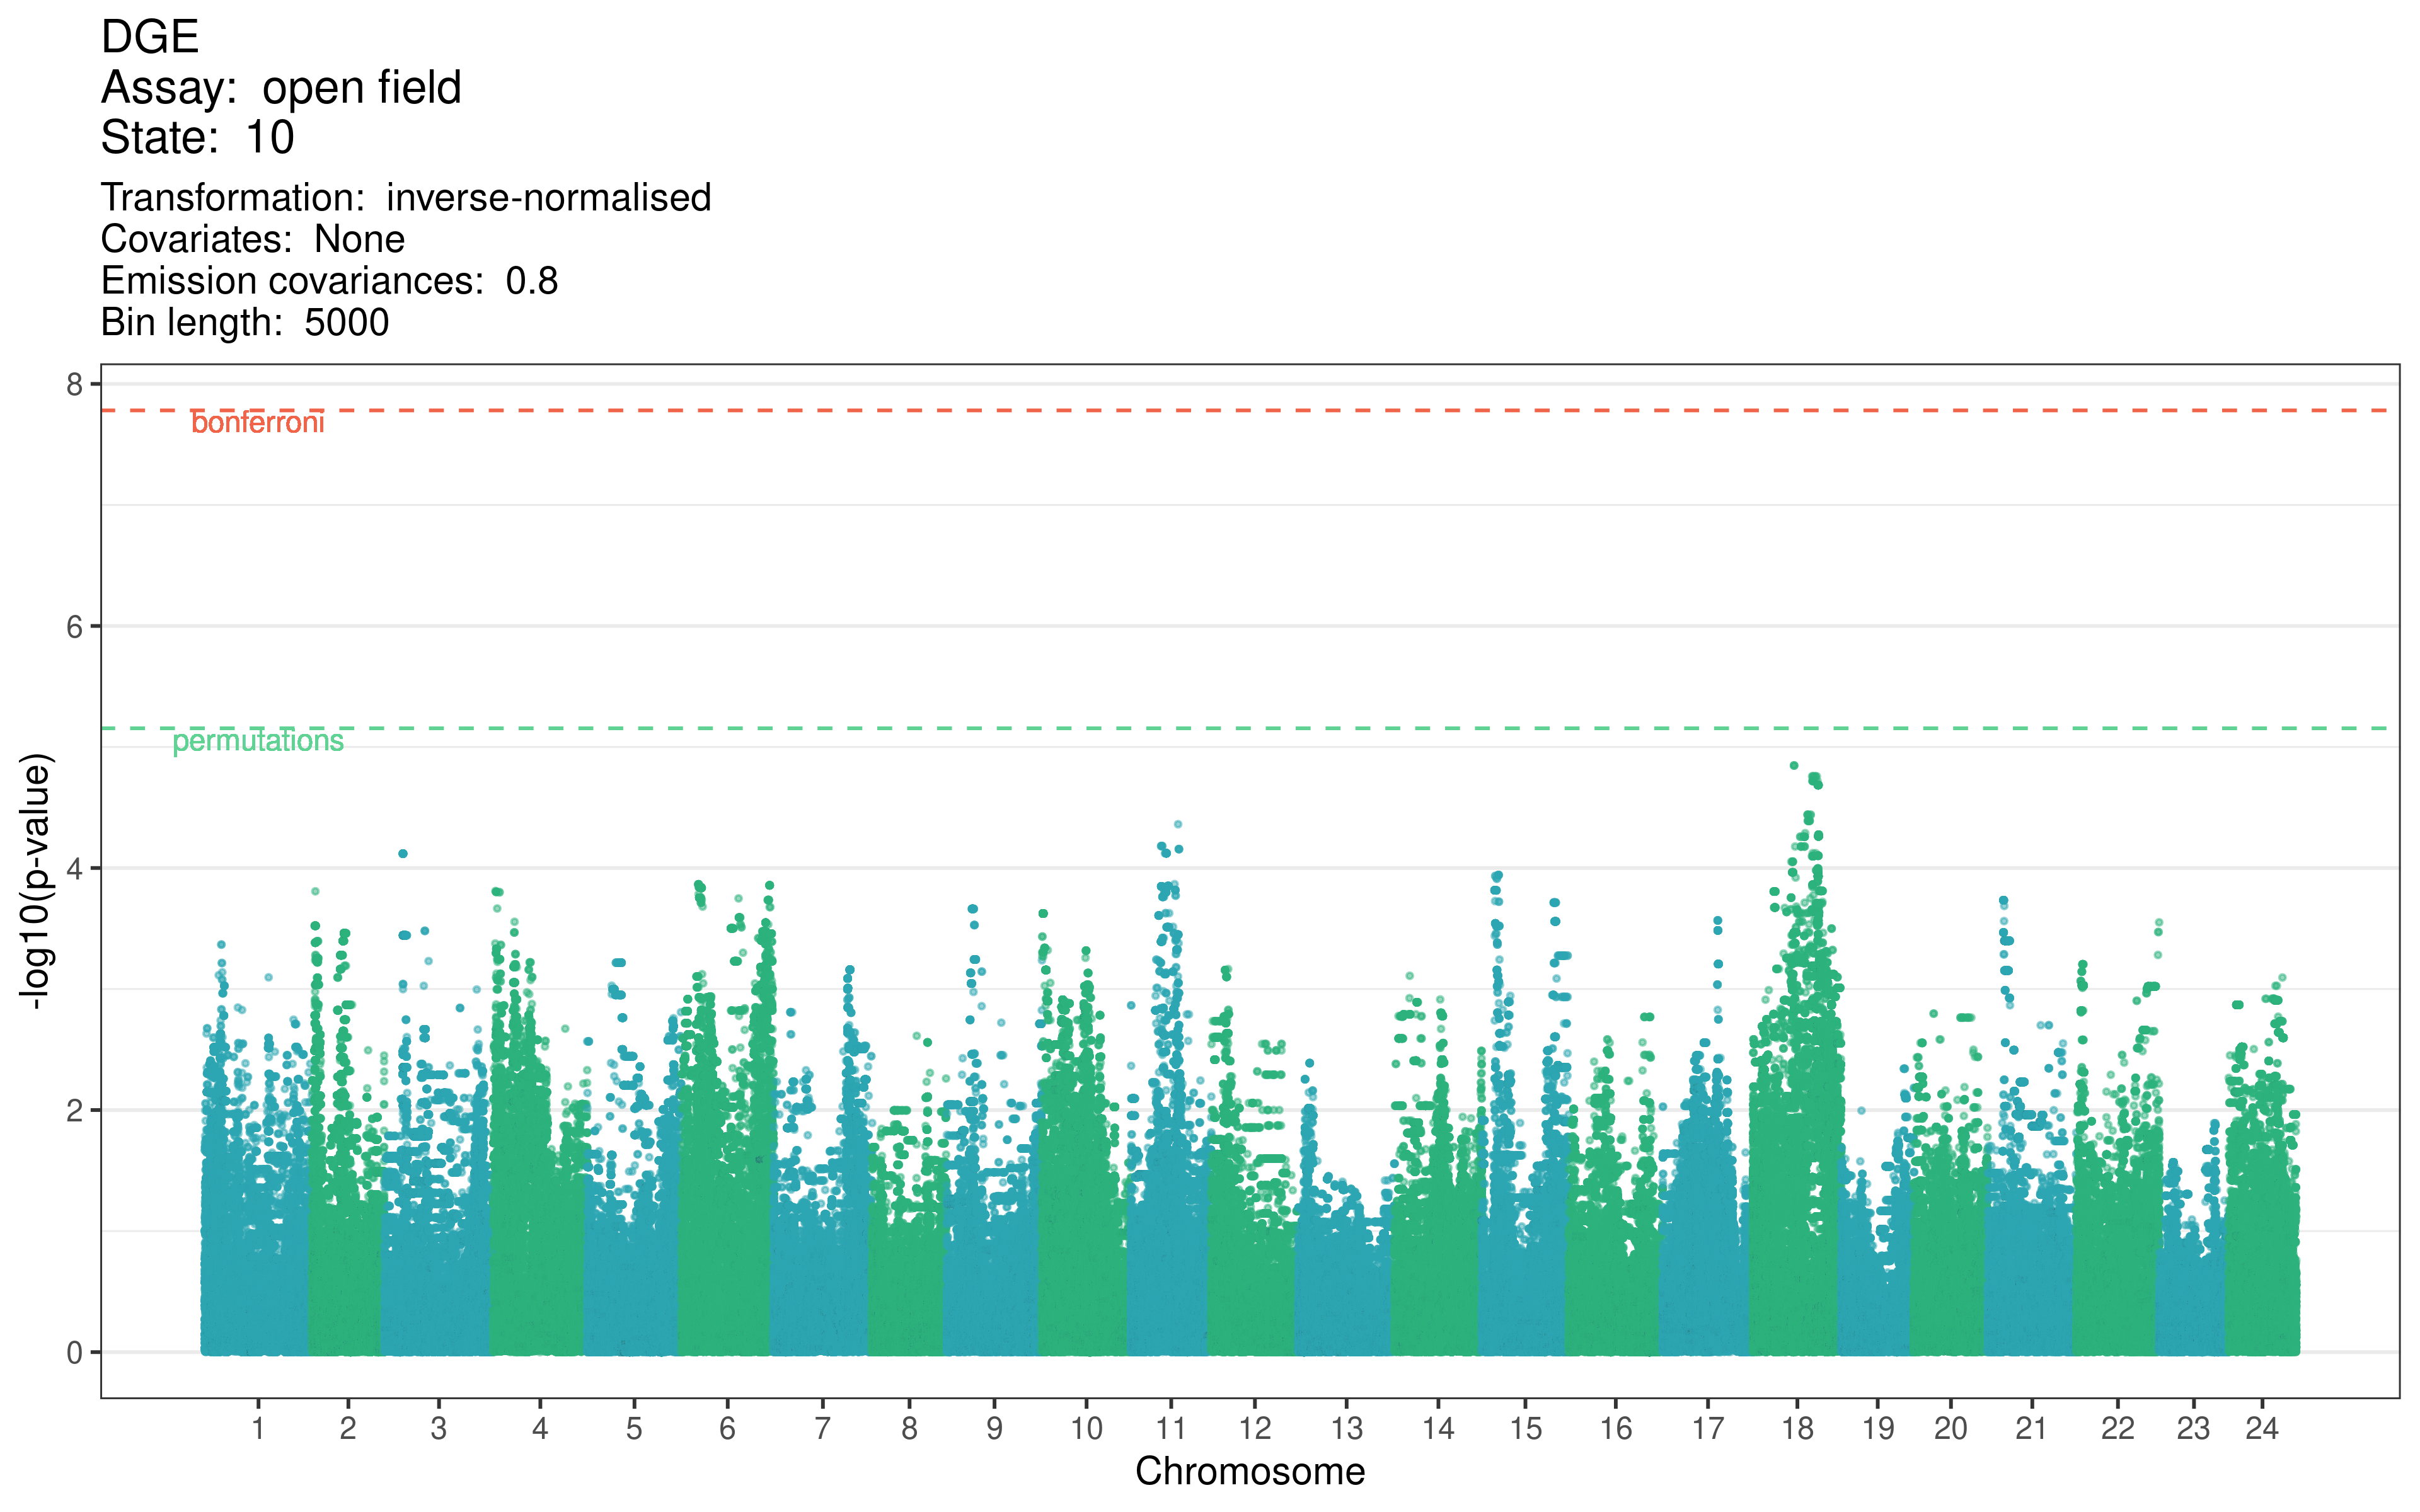 DGE
Assay:  open field
State:  10
Transformation:  inverse-normalised
Covariates:  None
Emission covariances:  0.8
Bin length:  5000
8
bonferroni
6
permutations
4
2
0
-log10(p-value)
1 2 3 4 5 6 7 8 9 10 11 12 13 14 15 16 17 18 19 20 21 22 23 24
Chromosome